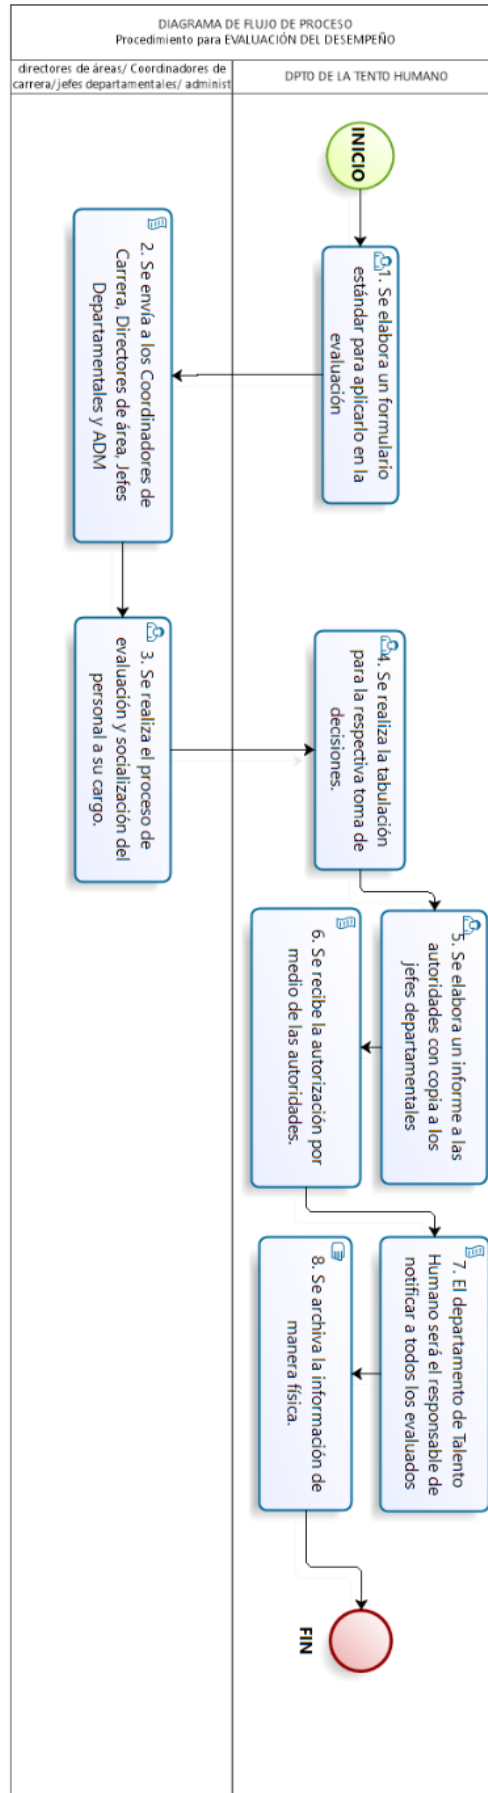 DIAGRAMA DE FLUJO DE PROCESO
Procedimiento para EVALUACIÓN DEL DESEMPEÑO
directores de áreas/ Coordinadores de
carrera/jefes departamentales/ administ
DPTO DE LA TENTO HUMANO
INICIO
1. Se elabora un formulario
estándar para aplicarlo en la
evaluación
2. Se envía a los Coordinadores de
Carrera, Directores de área, Jefes
Departamentales y ADM
3. Se realiza el proceso de
evaluación y socialización del
personal a su cargo.
4. Se realiza la tabulación
para la respectiva toma de
decisiones.
5. Se elabora un informe a las
autoridades con copia a los
jefes departamentales
6. Se recibe la autorización por
medio de las autoridades.
7. El departamento de Talento
Humano será el responsable de
notificar a todos los evaluados
8. Se archiva la información de
manera física.
FIN